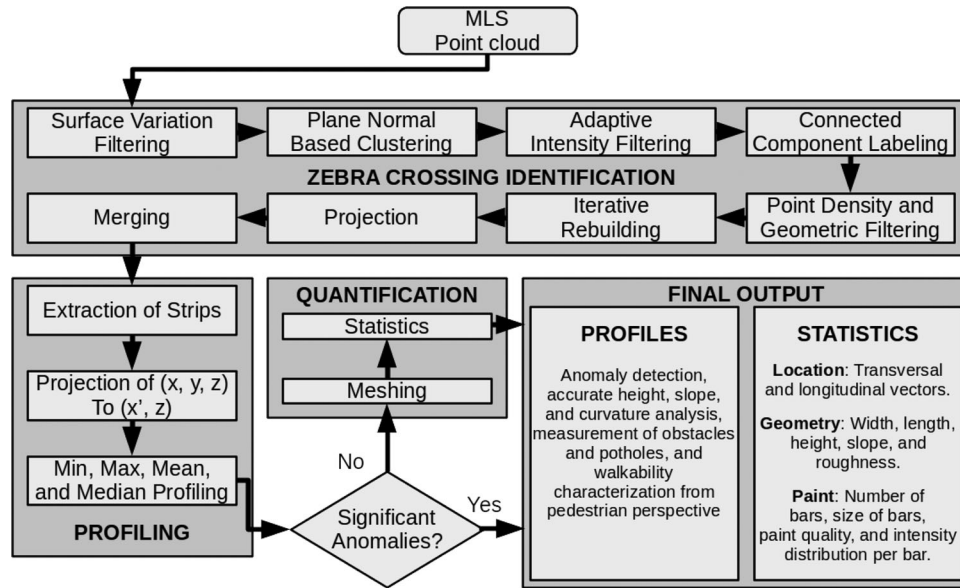 MLS
Point cloud
Surface Variation
Filtering
Plane Normal
Based Clustering
Adaptive
Intensity Filtering
Connected
Component Labeling
ZEBRA CROSSING IDENTIFICATION
Merging
Projection
Iterative
Rebuilding
Point Density and
Geometric Filtering
Extraction of Strips
Projection of (x, y, z)
To (x’, z)
Min, Max, Mean,
and Median Profiling
PROFILING
QUANTIFICATION
Statistics
Meshing
No
Significant
Anomalies?
Yes
FINAL OUTPUT
PROFILES
Anomaly detection,
accurate height, slope,
and curvature analysis,
measurement of obstacles
and potholes, and
walkability
characterization from
pedestrian perspective
STATISTICS
Location: Transversal
and longitudinal vectors.
Geometry: Width, length,
height, slope, and
roughness.
Paint: Number of
bars, size of bars,
paint quality, and intensity
distribution per bar.